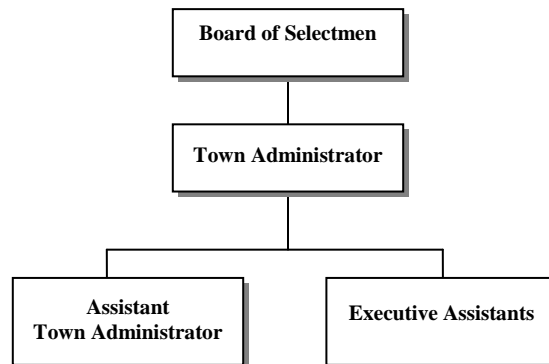 Board of Selectmen
Town Administrator
Assistant
Town Administrator
Executive Assistants